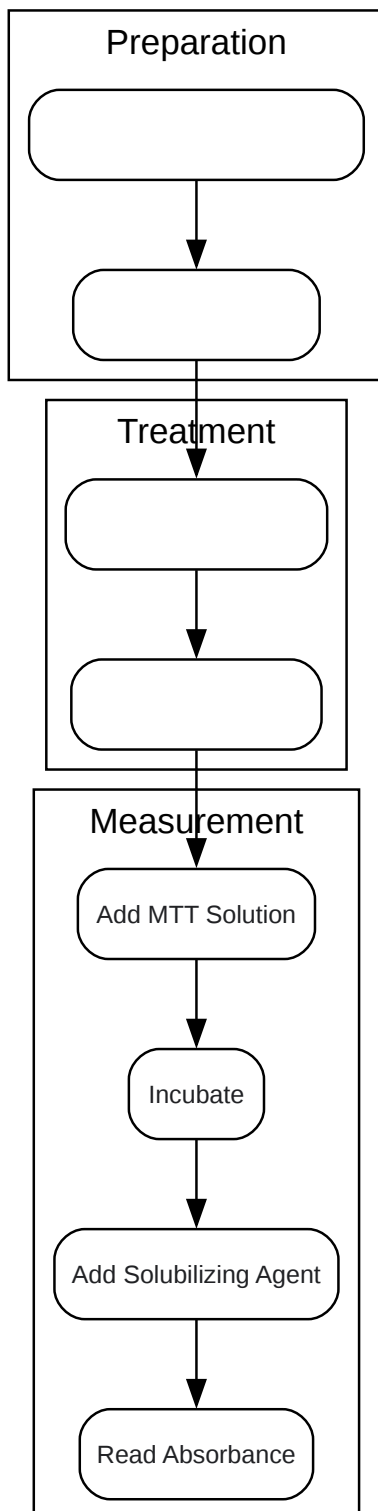 Preparation
Treatment
Measurement
Add MTT Solution
Incubate
Add Solubilizing Agent
Read Absorbance